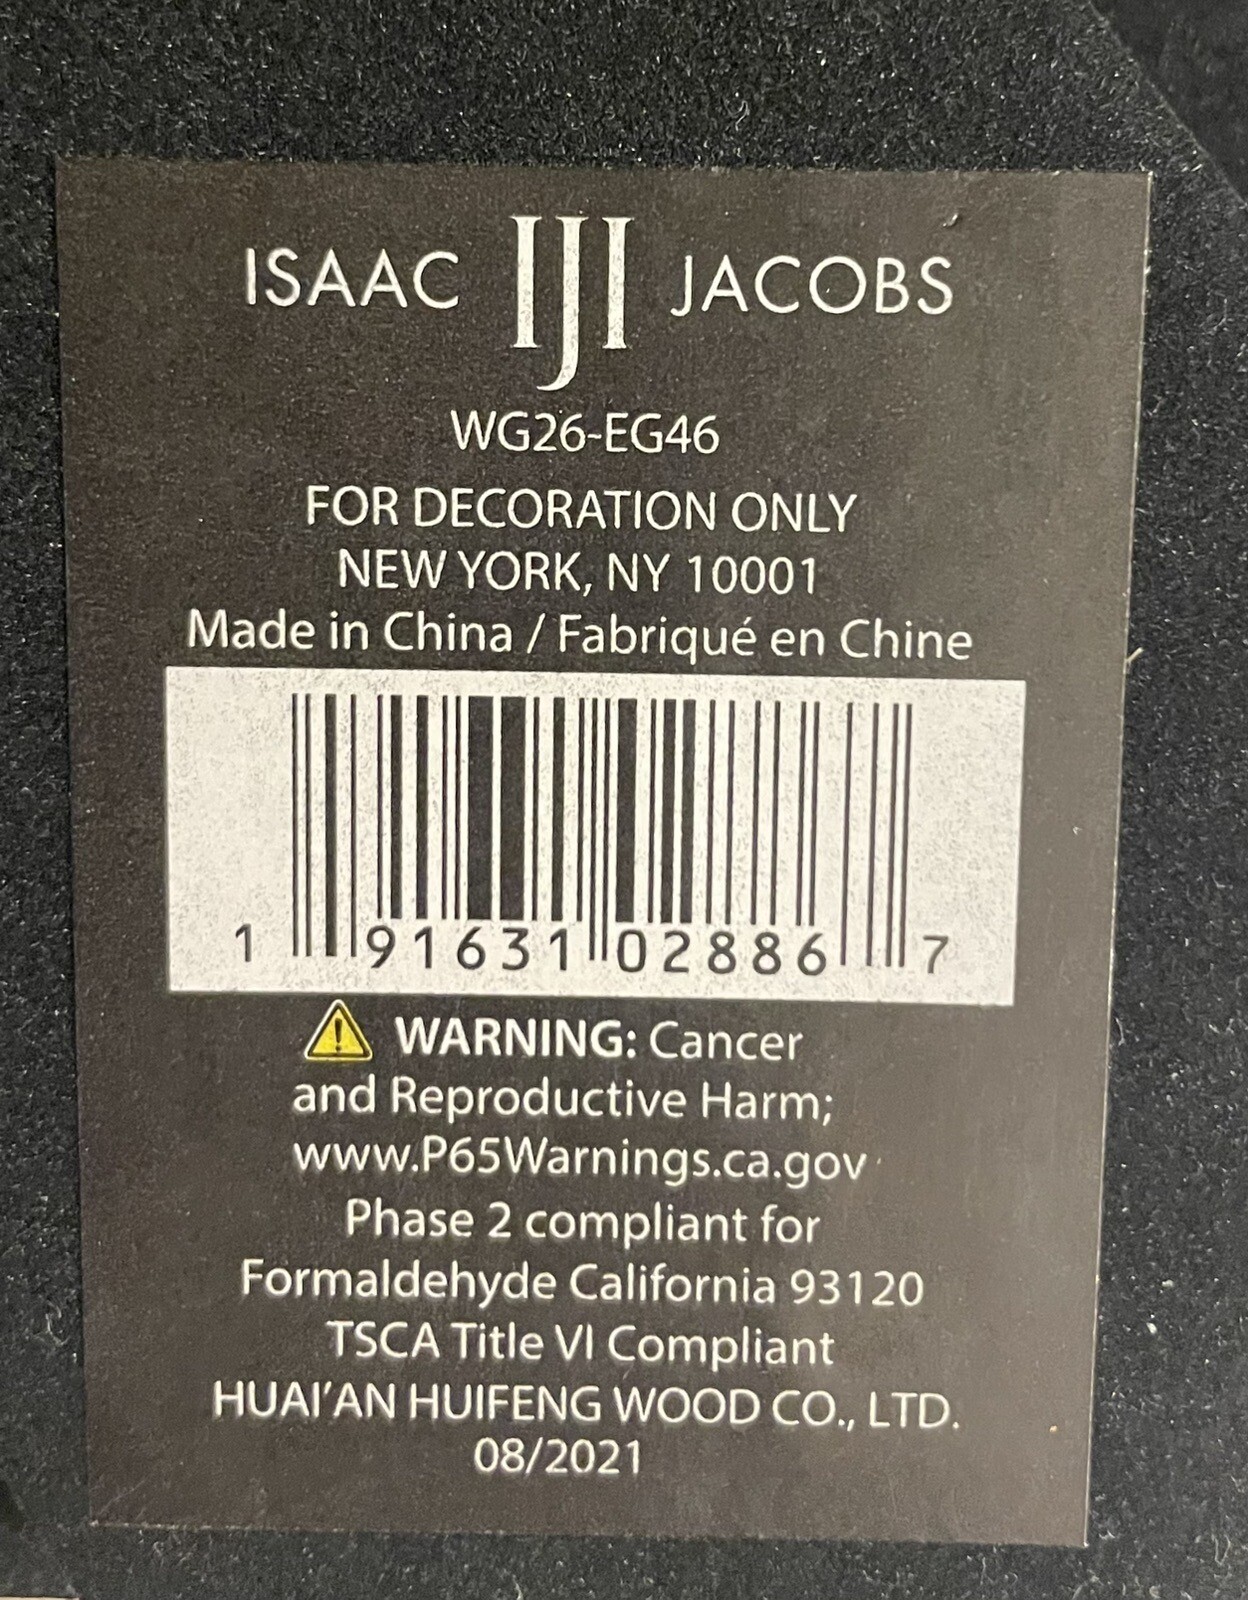 ISAAC IJI JACOBS
WG26-EG46
FOR DECORATION ONLY
NEW YORK, NY 10001
Made in China / Fabriqué en Chine
1 91631 02886 7
WARNING: Cancer
and Reproductive Harm;
www.P65Warnings.ca.gov
Phase 2 compliant for
Formaldehyde California 93120
TSCA Title VI Compliant
HUAI'AN HUIFENG WOOD CO., LTD.
08/2021